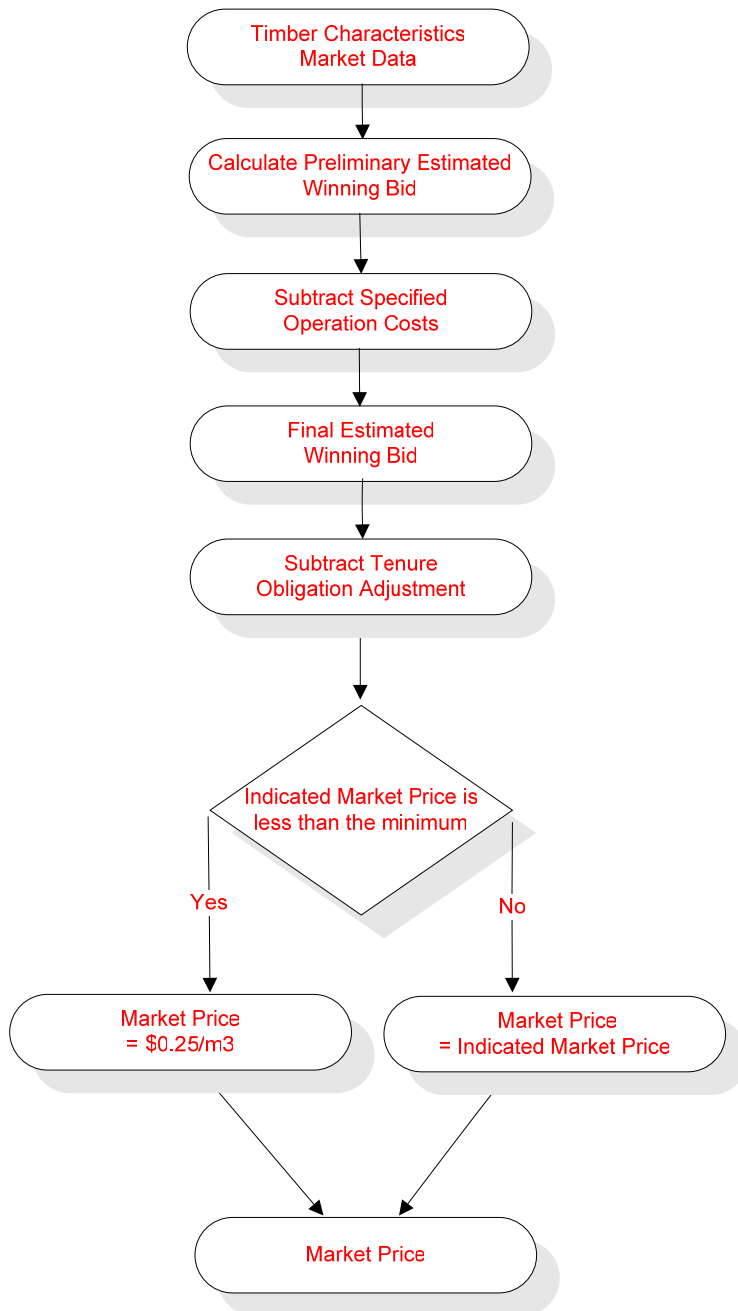 Timber Characteristics
Market Data
Calculate Preliminary Estimated
Winning Bid
Subtract Specified
Operation Costs
Final Estimated
Winning Bid
Subtract Tenure
Obligation Adjustment
Indicated Market Price is
less than the minimum
Yes
No
Market Price
= $0.25/m3
Market Price
= Indicated Market Price
Market Price